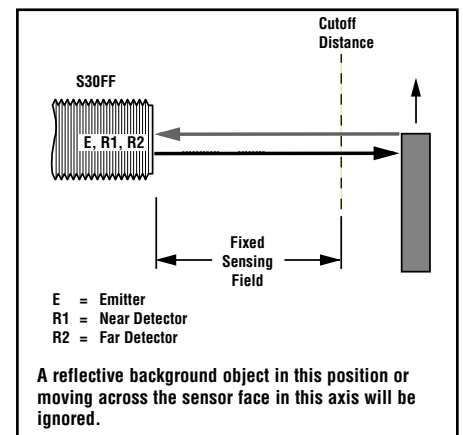 Cutoff
Distance
S30FF
E, R1, R2
Fixed
Sensing
Field
E = Emitter
R1 = Near Detector
R2 = Far Detector
A reflective background object in this position or
moving across the sensor face in this axis will be
ignored.